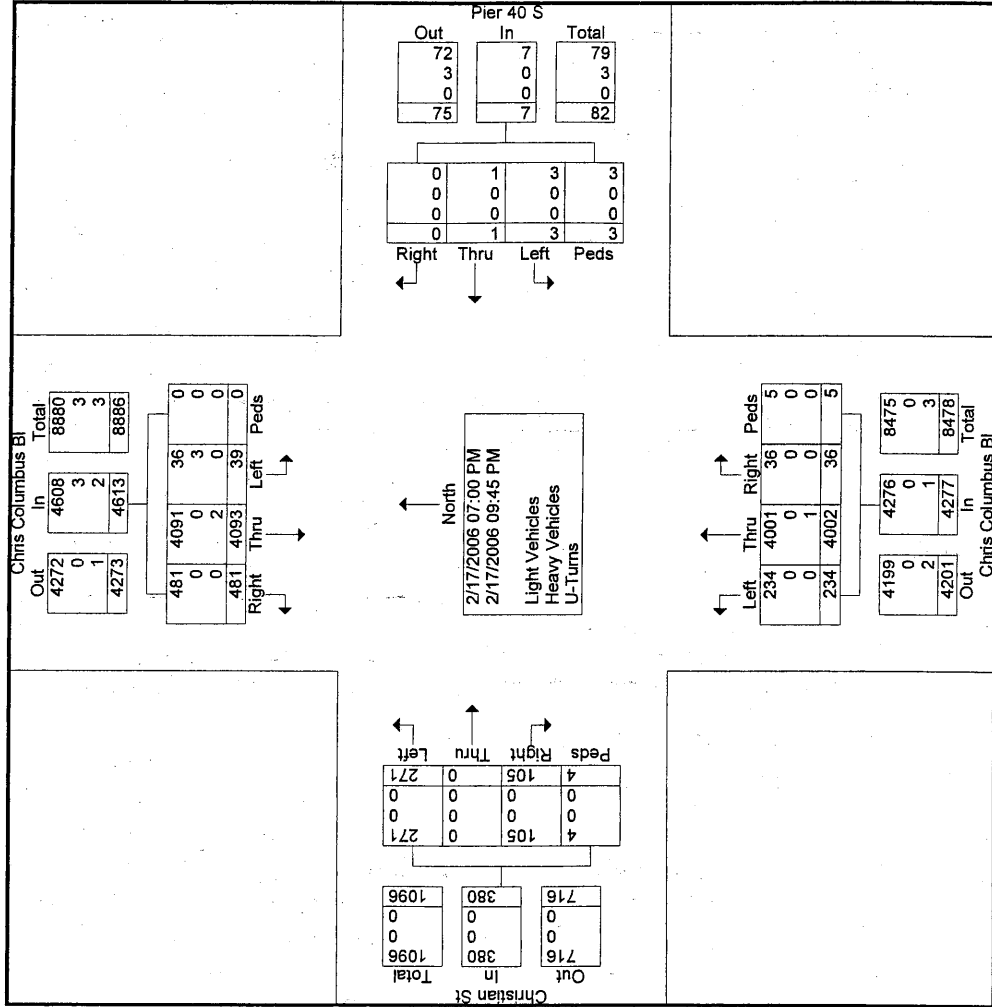 Pier 40 S
Out In Total
72 7 79
3 0 3
0 0 0
75 7 82
0 1 3 3
0 0 0 0
0 0 0 0
0 1 3 3
Right Thru Left Peds
Chris Columbus Bl
Out In Total
4272 4608 8880
0 3 3
1 2 3
4273 4613 8886
481 4091 36 0
0 0 3 0
0 2 0 0
481 4093 39 0
Right Thru Left Peds
North
2/17/2006 07:00 PM
2/17/2006 09:45 PM
Light Vehicles
Heavy Vehicles
U-Turns
Left Thru Right Peds
234 4001 36 5
0 0 0 0
0 1 0 0
234 4002 36 5
4199 4276 8475
0 0 0
2 1 3
4201 4277 8478
Out In Total
Chris Columbus Bl
Left Thru Right Peds
271 0 105 4
0 0 0 0
0 0 0 0
271 0 105 4
1096 380 716
0 0 0
0 0 0
1096 380 716
Total In Out
Christian St